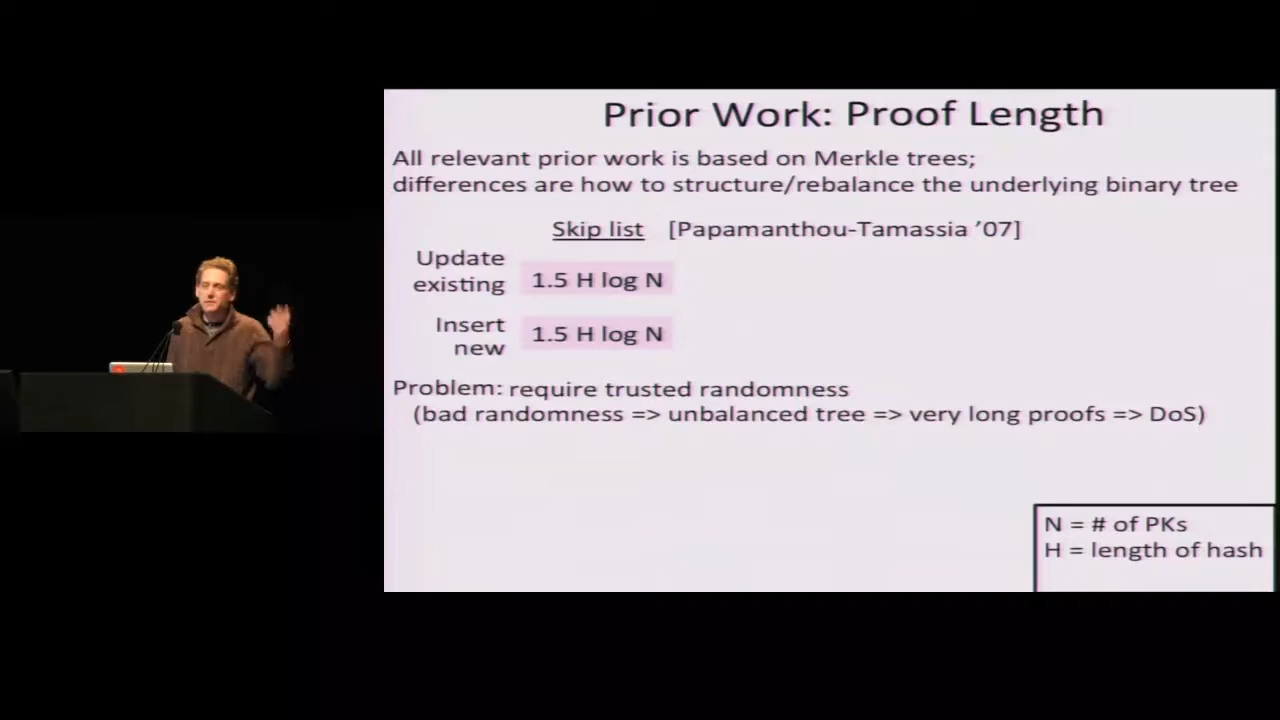 Prior Work: Proof Length
All relevant prior work is based on Merkle trees;
differences are how to structure/rebalance the underlying binary tree
Skip list [Papamanthou-Tamassia ’07]
Update
existing
1.5 H log N
Insert
new
1.5 H log N
Problem: require trusted randomness
(bad randomness => unbalanced tree => very long proofs => DoS)
N = # of PKs
H = length of hash